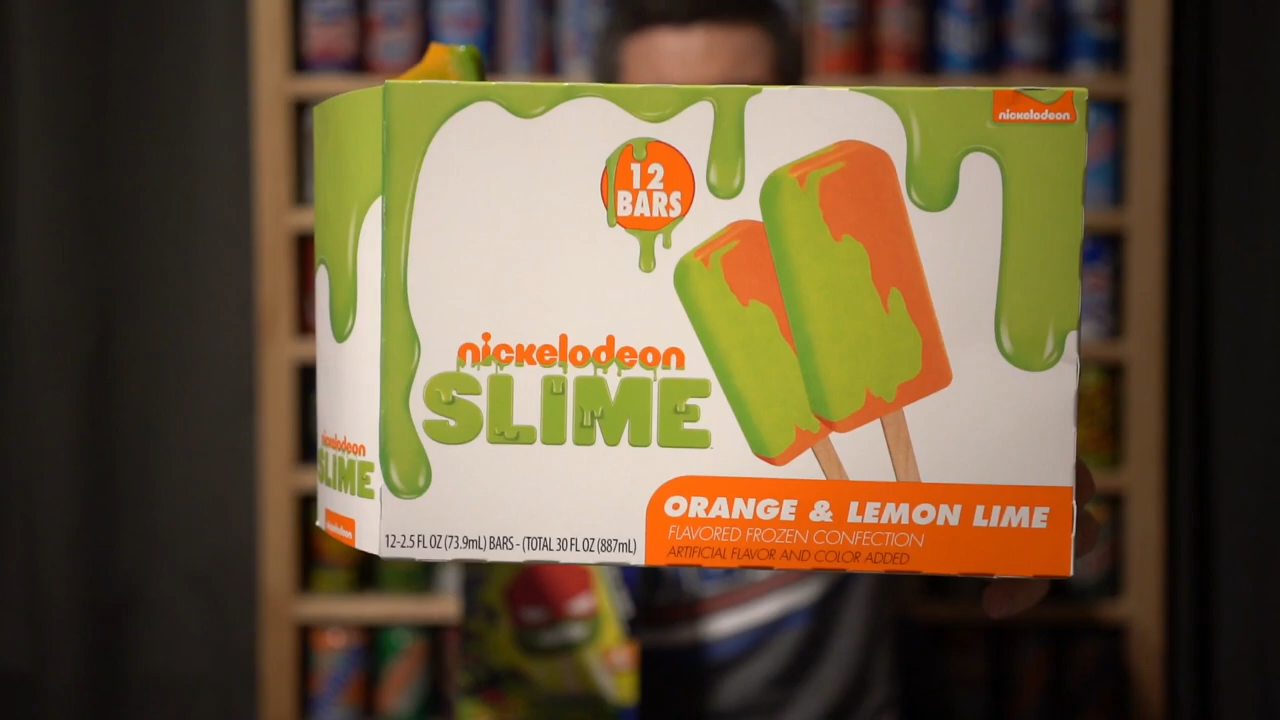 nickelodeon
12
BARS
nickelodeon
SLIME
nickelodeon
SLIME
nickelodeon
ORANGE & LEMON LIME
FLAVORED FROZEN CONFECTION
ARTIFICIAL FLAVOR AND COLOR ADDED
12-2.5 FL OZ (73.9mL) BARS - (TOTAL 30 FL OZ (887mL)